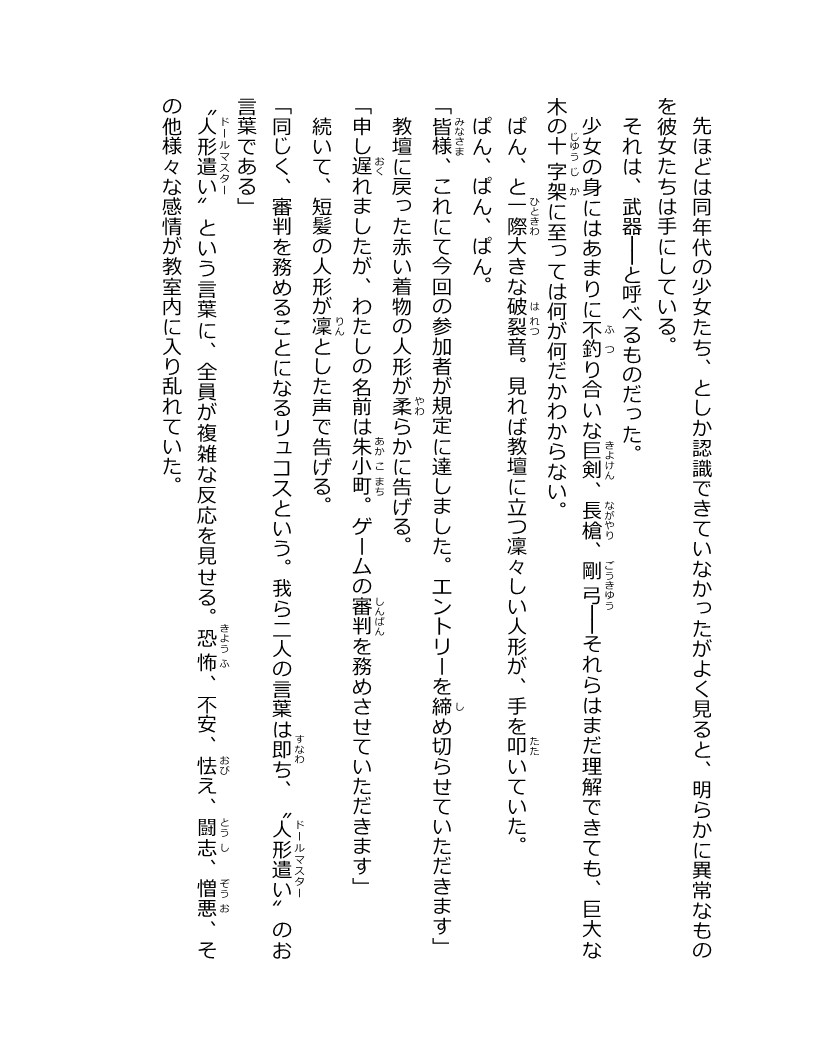 先ほどは同年代の少女たち、としか認識できていなかったがよく見ると、明らかに異常なもの
を彼女たちは手にしている。
それは、武器――と呼べるものだった。
少女の身にはあまりに不釣り合いな巨剣、長槍、剛弓――それらはまだ理解できても、巨大な
木の十字架に至っては何が何だかわからない。
ぱん、と一際大きな破裂音。見れば教壇に立つ凜々しい人形が、手を叩いていた。
ぱん、ぱん、ぱん。
「皆様、これにて今回の参加者が規定に達しました。エントリーを締め切らせていただきます」
教壇に戻った赤い着物の人形が柔らかに告げる。
「申し遅れましたが、わたしの名前は朱小町。ゲームの審判を務めさせていただきます」
続いて、短髪の人形が凜とした声で告げる。
「同じく、審判を務めることになるリュコスという。我ら二人の言葉は即ち、〝人形遣い〟のお
言葉である」
〝人形遣い〟という言葉に、全員が複雑な反応を見せる。恐怖、不安、怯え、闘志、憎悪、そ
の他様々な感情が教室内に入り乱れていた。